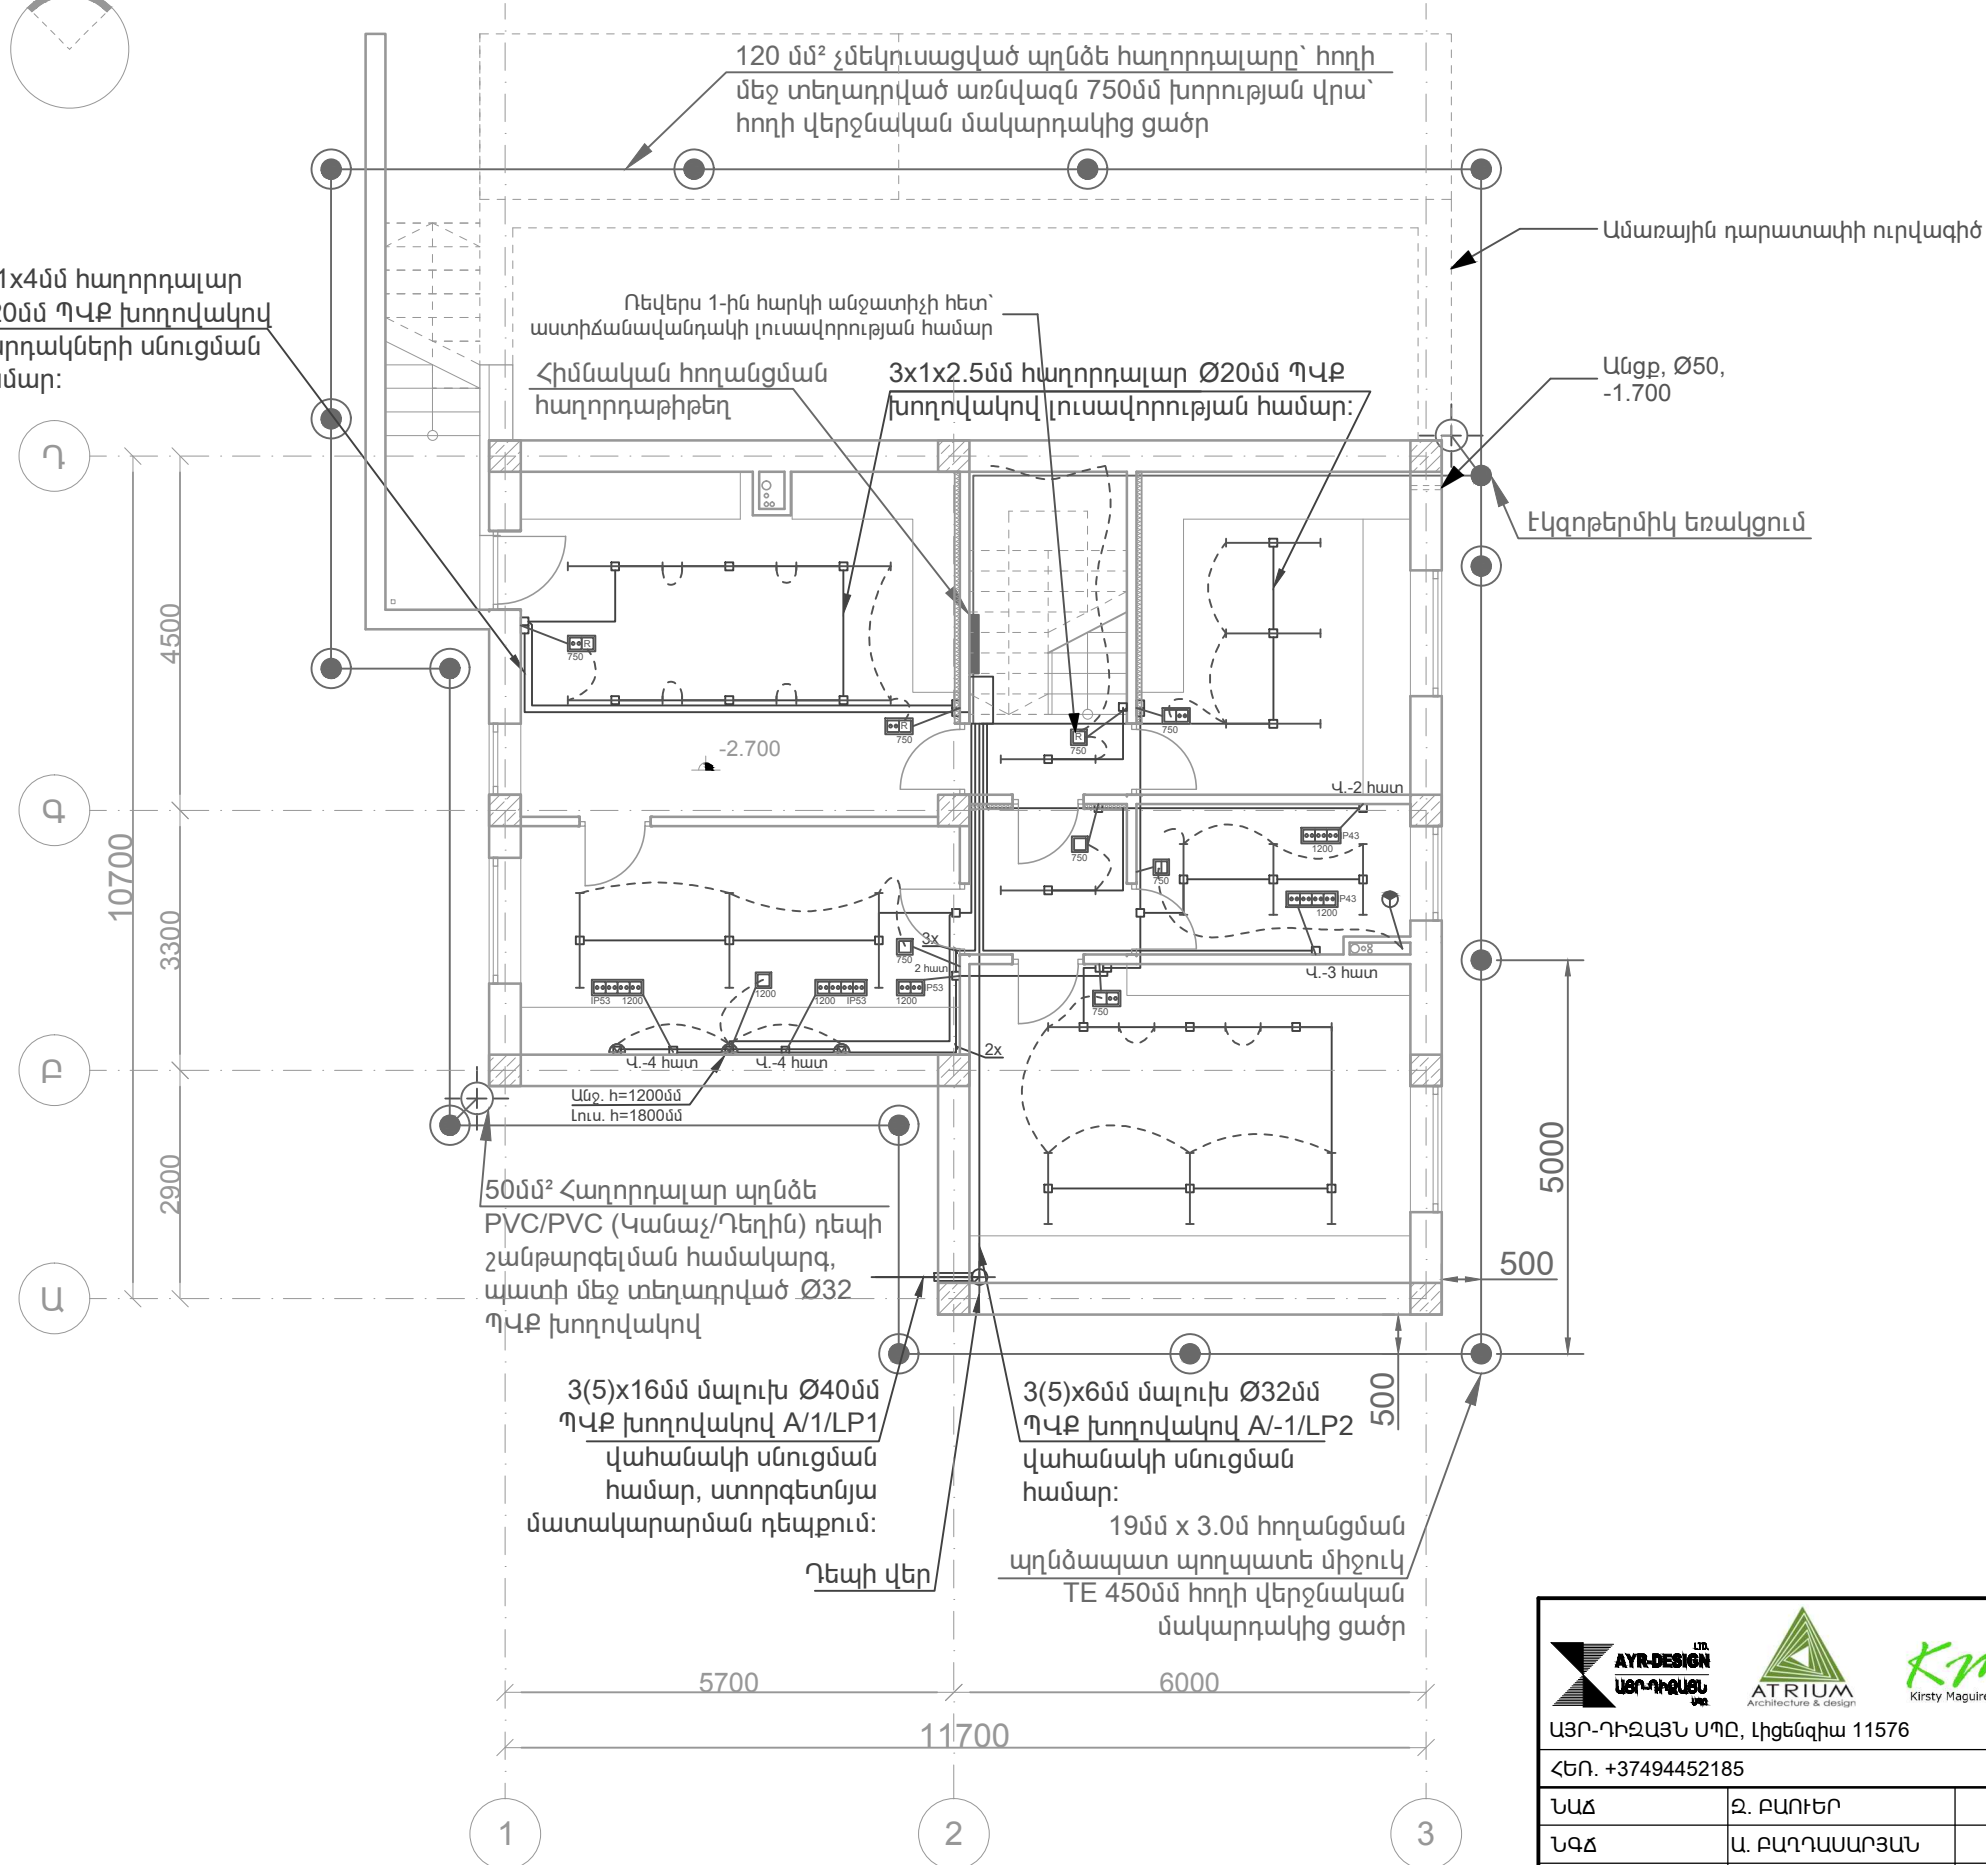 120 մմ² չմեկուսացված պղնձե հաղորդալարը` հողի
մեջ տեղադրված առնվազն 750մմ խորության վրա`
հողի վերջնական մակարդակից ցածր
Ամառային դարատափի ուրվագիծ
1x4մմ հաղորդալար
20մմ ՊՎՔ խողովակով
արդակների սնուցման
ամար:
Ռեվերս 1-ին հարկի անջատիչի հետ`
աստիճանավանդակի լուսավորության համար
Հիմնական հողանցման
հաղորդաթիթեղ
3x1x2.5մմ հաղորդալար Ø20մմ ՊՎՔ
խողովակով լուսավորության համար:
Անցք, Ø50,
-1.700
էկզոթերմիկ եռակցում
Դ
Գ
Բ
Ա
4500
3300
2900
10700
R
750
R
750
R
750
750
-2.700
Վ.-2 հատ
IP43
1200
750
750
IP43
1200
Վ.-3 հատ
3x
750
2 հատ
IP53
1200
IP53 1200
1200
1200 IP53
750
2x
Վ.-4 հատ
Վ.-4 հատ
Անջ. h=1200մմ
Լուս. h=1800մմ
50մմ² Հաղորդալար պղնձե
PVC/PVC (Կանաչ/Դեղին) դեպի
շանթարգելման համակարգ,
պատի մեջ տեղադրված Ø32
ՊՎՔ խողովակով
5000
500
500
3(5)x16մմ մալուխ Ø40մմ
ՊՎՔ խողովակով A/1/LP1
վահանակի սնուցման
համար, ստորգետնյա
մատակարարման դեպքում:
3(5)x6մմ մալուխ Ø32մմ
ՊՎՔ խողովակով A/-1/LP2
վահանակի սնուցման
համար:
Դեպի վեր
19մմ x 3.0մ հողանցման
պղնձապատ պողպատե միջուկ
TE 450մմ հողի վերջնական
մակարդակից ցածր
5700
6000
11700
1
2
3
LTD.
AYR-DESIGN
ԱՅՐ-ԴԻԶԱՅՆ
ՍՊԸ
ATRIUM
Architecture & design
Kirsty Maguire
ԱՅՐ-ԴԻԶԱՅՆ ՍՊԸ, Լիցենզիա 11576
ՀԵՌ. +37494452185
ՆԱՃ
Զ. ԲԱՈՒԵՐ
ՆԳՃ
Ա. ԲԱՂԴԱՍԱՐՅԱՆ